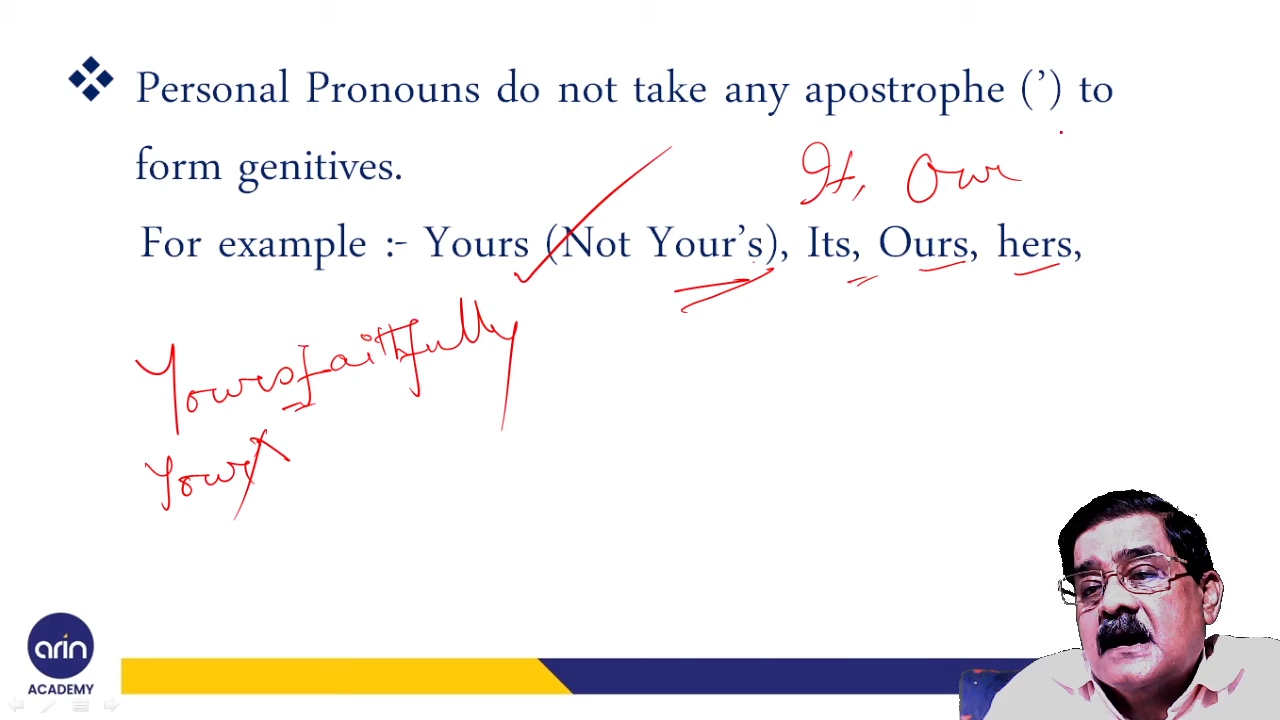 ❖ Personal Pronouns do not take any apostrophe (’) to
form genitives.
It, Our
For example :- Yours (Not Your’s), Its, Ours, hers,
Yours faithfully
Your
arin
ACADEMY